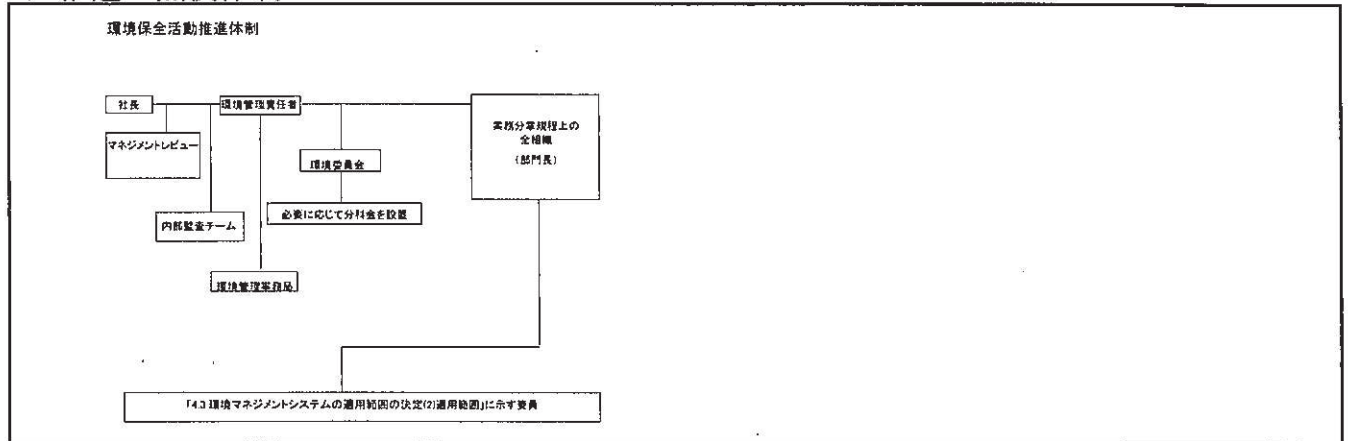 環境保全活動推進体制
社長
環境管理責任者
業務分掌規程上の
全組織
(部門長)
マネジメントレビュー
環境委員会
必要に応じて分科会を設置
内部監査チーム
環境管理事務局
「4.3 環境マネジメントシステムの適用範囲の決定(2)適用範囲」に示す要員